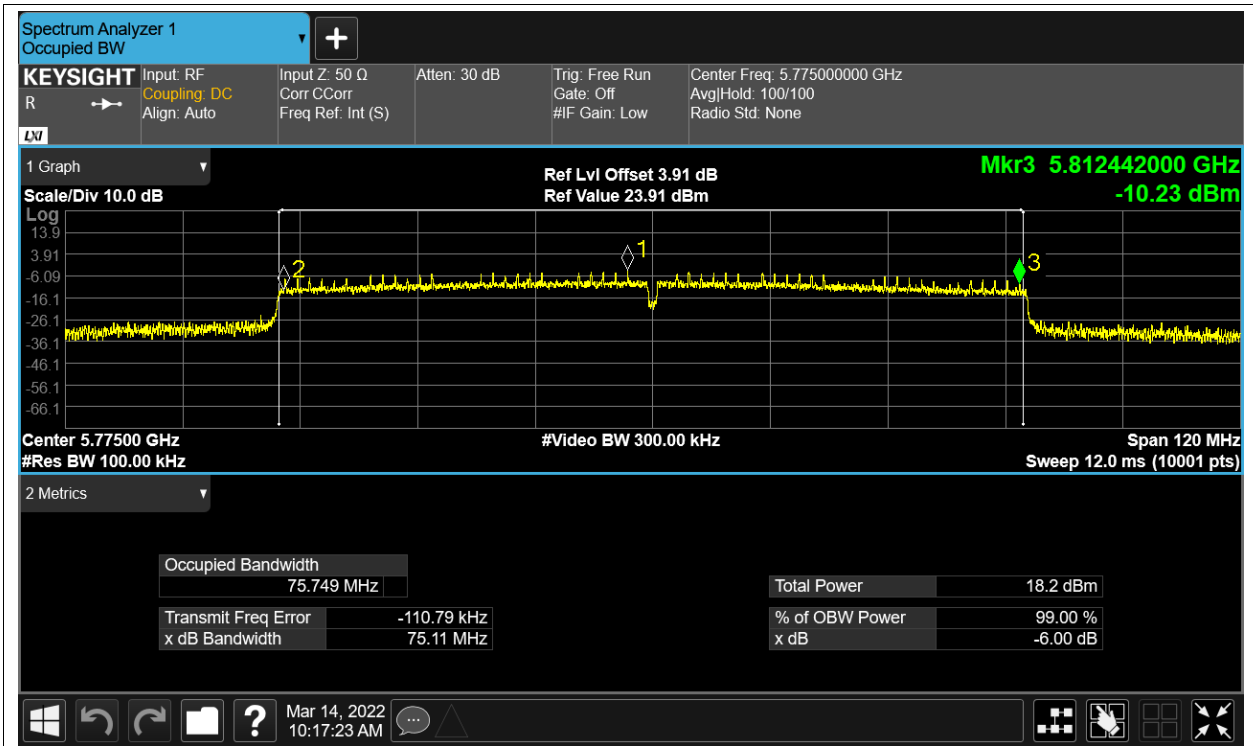 Spectrum Analyzer 1
Occupied BW
+
KEYSIGHT Input: RF Input Z: 50 Ω Atten: 30 dB Trig: Free Run Center Freq: 5.775000000 GHz
R Coupling: DC Corr CCorr Gate: Off Avg|Hold: 100/100
Align: Auto Freq Ref: Int (S) #IF Gain: Low Radio Std: None
LXI
1 Graph Ref Lvl Offset 3.91 dB Mkr3 5.812442000 GHz
Scale/Div 10.0 dB Ref Value 23.91 dBm -10.23 dBm
Log
13.9
3.91 1
-6.09 2 3
-16.1
-26.1
-36.1
-46.1
-56.1
-66.1
Center 5.77500 GHz #Video BW 300.00 kHz Span 120 MHz
#Res BW 100.00 kHz Sweep 12.0 ms (10001 pts)
2 Metrics
Occupied Bandwidth
75.749 MHz Total Power 18.2 dBm
Transmit Freq Error -110.79 kHz % of OBW Power 99.00 %
x dB Bandwidth 75.11 MHz x dB -6.00 dB
? Mar 14, 2022
10:17:23 AM